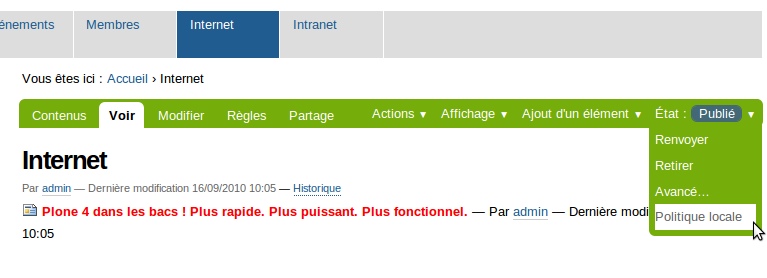 énements Membres Internet Intranet
Vous êtes ici : Accueil › Internet
Contenus Voir Modifier Règles Partage Actions ▼ Affichage ▼ Ajout d'un élément ▼ État : Publié ▼
Renvoyer
Retirer
Avancé…
Politique locale
Internet
Par admin — Dernière modification 16/09/2010 10:05 — Historique
Plone 4 dans les bacs ! Plus rapide. Plus puissant. Plus fonctionnel. — Par admin — Dernière modi
10:05